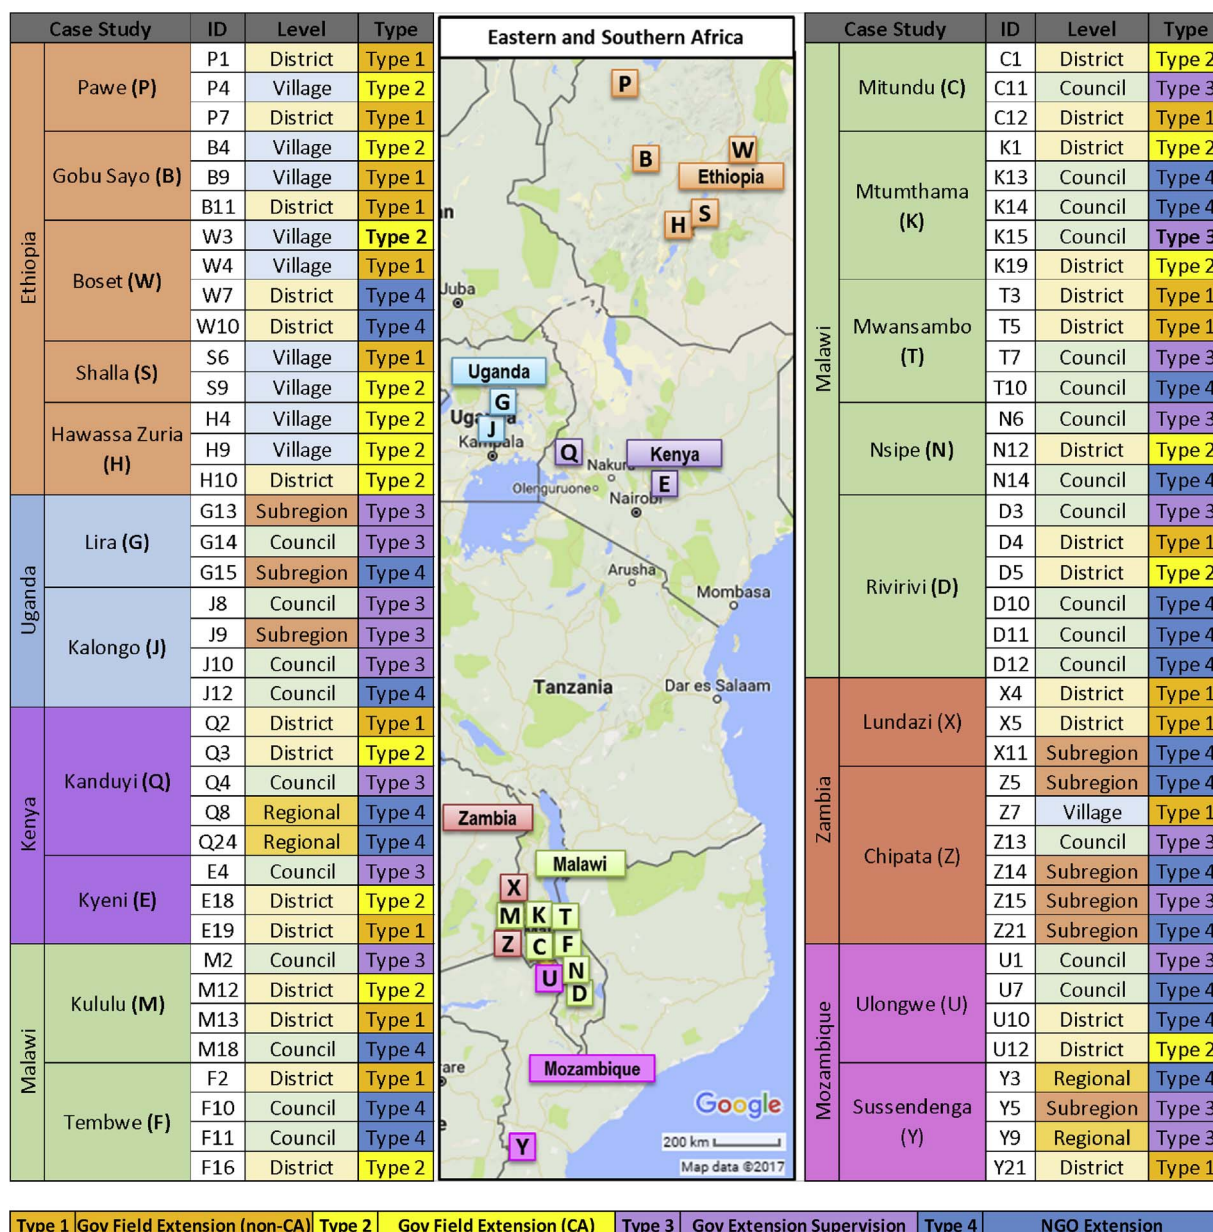 Case Study ID Level Type
Ethiopia
Pawe (P)
P1 District Type 1
P4 Village Type 2
P7 District Type 1
Gobu Sayo (B)
B4 Village Type 2
B9 Village Type 1
B11 District Type 1
Boset (W)
W3 Village Type 2
W4 Village Type 1
W7 District Type 4
W10 District Type 4
Shalla (S)
S6 Village Type 1
S9 Village Type 2
Hawassa Zuria
(H)
H4 Village Type 2
H9 Village Type 2
H10 District Type 2
Uganda
Lira (G)
G13 Subregion Type 3
G14 Council Type 3
G15 Subregion Type 4
Kalongo (J)
J8 Council Type 3
J9 Subregion Type 3
J10 Council Type 3
J12 Council Type 4
Kenya
Kanduyi (Q)
Q2 District Type 1
Q3 District Type 2
Q4 Council Type 3
Q8 Regional Type 4
Q24 Regional Type 4
Kyeni (E)
E4 Council Type 3
E18 District Type 2
E19 District Type 1
Malawi
Kululu (M)
M2 Council Type 3
M12 District Type 2
M13 District Type 1
M18 Council Type 4
Tembwe (F)
F2 District Type 1
F10 Council Type 4
F11 Council Type 4
F16 District Type 2
Eastern and Southern Africa
P
B
W
Ethiopia
S
H
Juba
Uganda
G
J
Kampala
Q
Nakuru
Kenya
E
Olenguruone
Nairobi
Arusha
Mombasa
Tanzania
Dar es Salaam
Zambia
Malawi
X
M K T
Z C F
U N
D
Mozambique
are
Google
200 km
Y
Map data ©2017
Case Study ID Level Type
Malawi
Mitundu (C)
C1 District Type 2
C11 Council Type 3
C12 District Type 1
Mtumthama
(K)
K1 District Type 2
K13 Council Type 4
K14 Council Type 4
K15 Council Type 3
K19 District Type 2
Mwansambo
(T)
T3 District Type 1
T5 District Type 1
T7 Council Type 3
T10 Council Type 4
Nsipe (N)
N6 Council Type 3
N12 District Type 2
N14 Council Type 4
Rivirivi (D)
D3 Council Type 3
D4 District Type 1
D5 District Type 2
D10 Council Type 4
D11 Council Type 4
D12 Council Type 4
Zambia
Lundazi (X)
X4 District Type 1
X5 District Type 1
X11 Subregion Type 4
Chipata (Z)
Z5 Subregion Type 4
Z7 Village Type 1
Z13 Council Type 3
Z14 Subregion Type 4
Z15 Subregion Type 3
Z21 Subregion Type 4
Mozambique
Ulongwe (U)
U1 Council Type 3
U7 Council Type 4
U10 District Type 4
U12 District Type 2
Sussendenga
(Y)
Y3 Regional Type 4
Y5 Subregion Type 3
Y9 Regional Type 3
Y21 District Type 1
Type 1 Gov Field Extension (non-CA) Type 2 Gov Field Extension (CA) Type 3 Gov Extension Supervision Type 4 NGO Extension